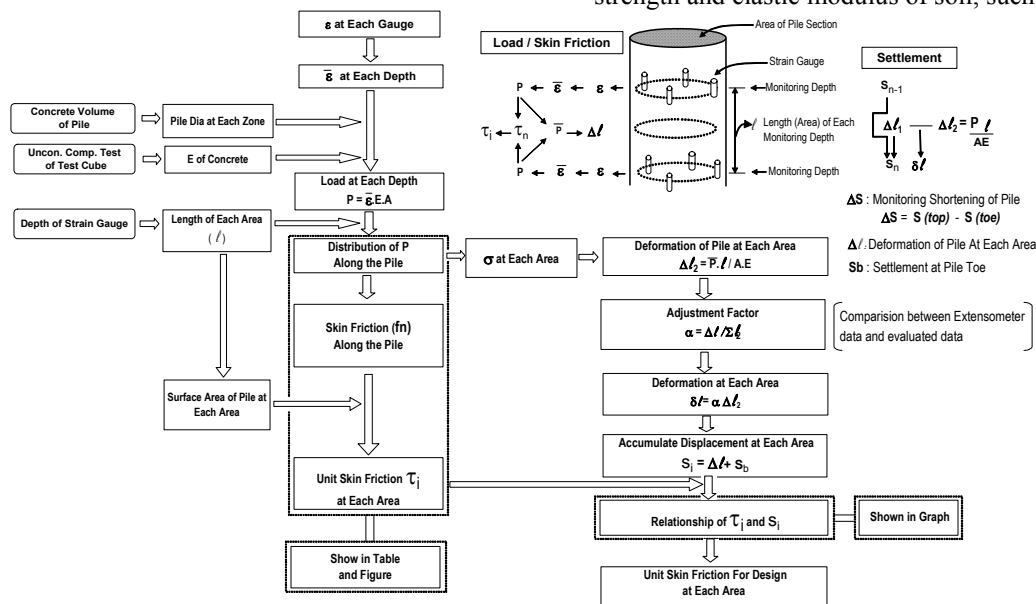 strength and elastic modulus of soil, such
ε at Each Gauge
ε̅ at Each Depth
Concrete Volume
of Pile
Pile Dia at Each Zone
Uncon. Comp. Test
of Test Cube
E of Concrete
Load at Each Depth
P = ε̅.E.A
Depth of Strain Gauge
Length of Each Area
(ℓ)
Distribution of P
Along the Pile
Skin Friction (fn)
Along the Pile
Surface Area of Pile at
Each Area
Unit Skin Friction τi
at Each Area
Show in Table
and Figure
σ at Each Area
Deformation of Pile at Each Area
Δℓ2 = P̅.ℓ / A.E
Adjustment Factor
α = Δℓ/Σℓ2
Deformation at Each Area
δℓ = α Δℓ2
Accumulate Displacement at Each Area
Si = Δℓ + Sb
Relationship of τi and Si
Shown in Graph
Unit Skin Friction For Design
at Each Area
(Comparision between Extensometer
data and evaluated data)
Load / Skin Friction
Area of Pile Section
Strain Gauge
P ← ε̅ ← ε
Monitoring Depth
τi ← τn P̅ → Δℓ
ℓ Length (Area) of Each
Monitoring Depth
P ← ε̅ ← ε
Monitoring Depth
Settlement
Sn-1
Δℓ1 — Δℓ2 = P ℓ
AE
Sn δℓ
ΔS : Monitoring Shortening of Pile
ΔS = S (top) - S (toe)
Δℓ : Deformation of Pile At Each Area
Sb : Settlement at Pile Toe